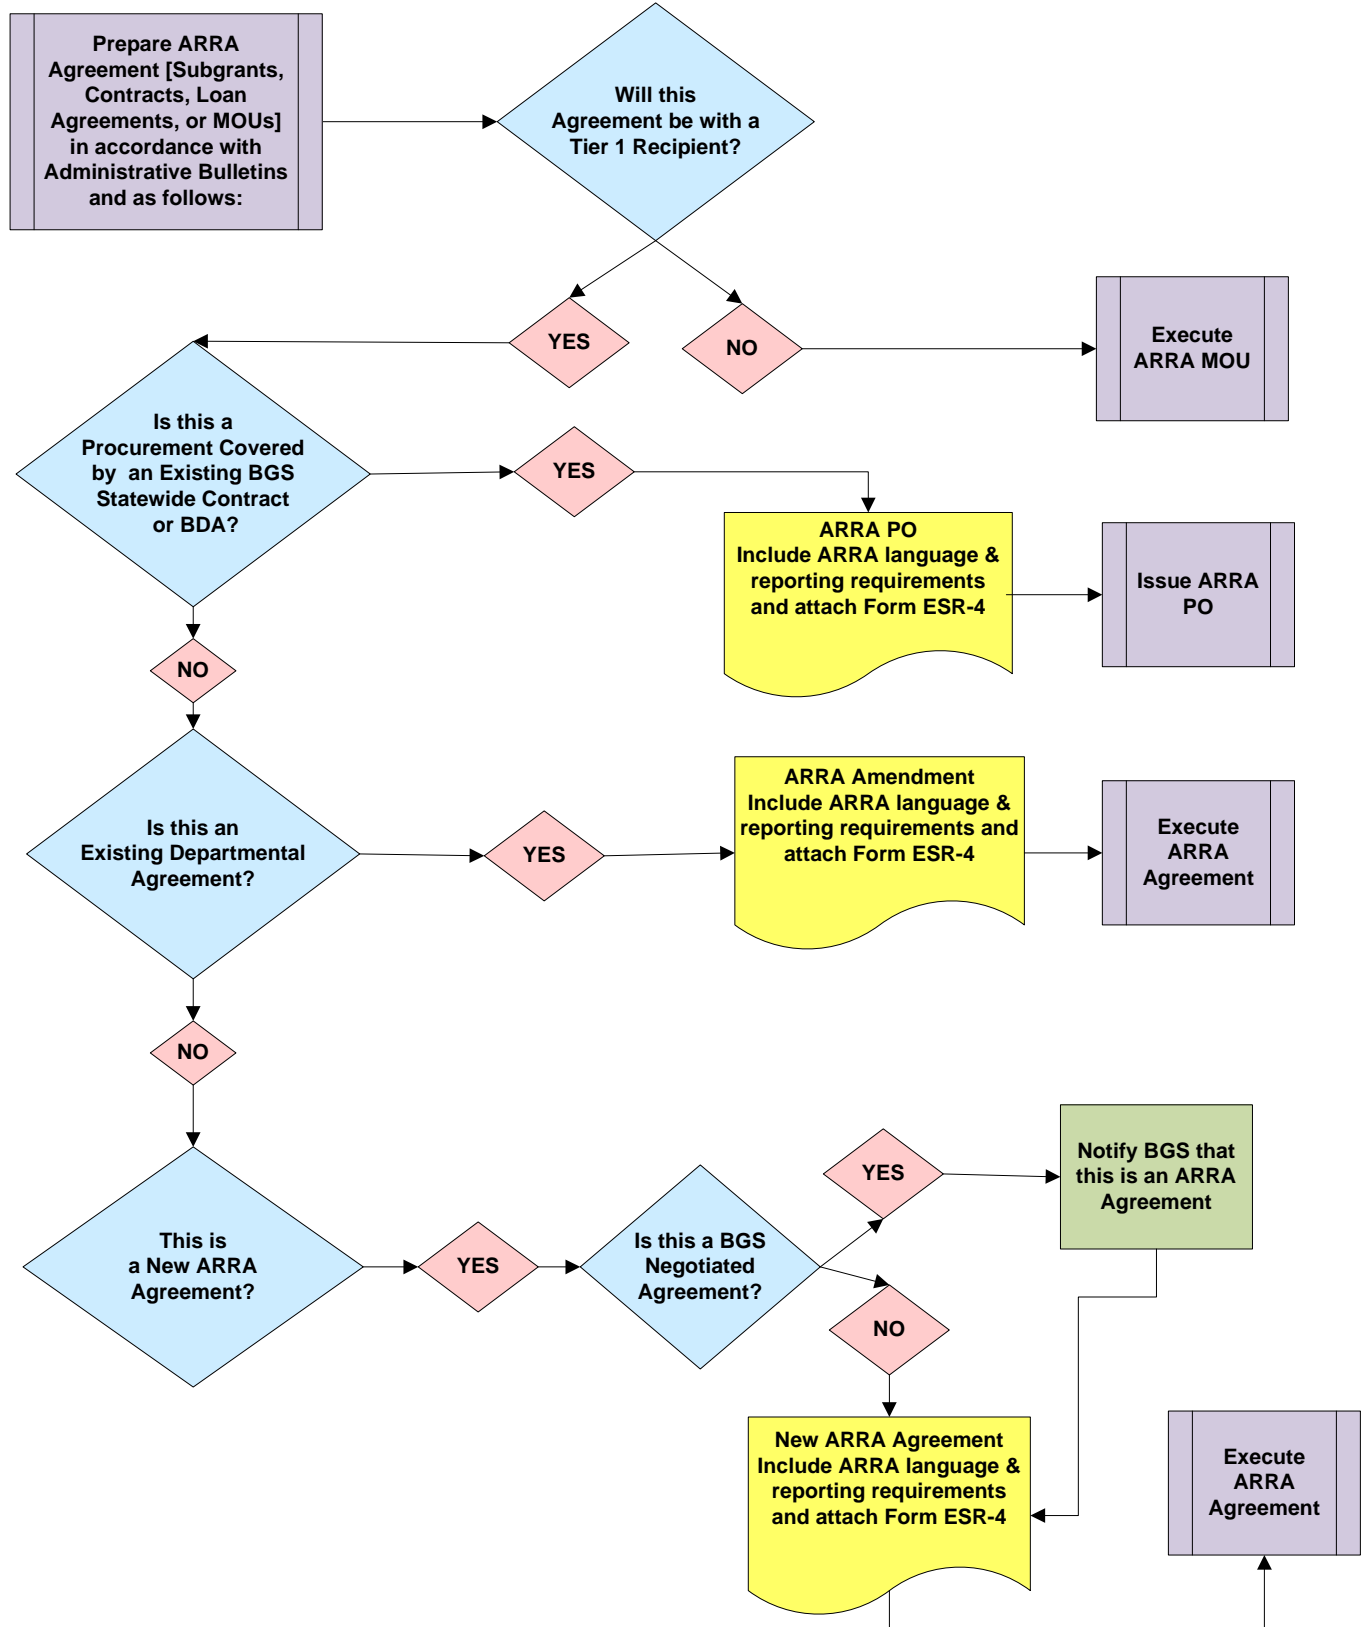 Prepare ARRA
Agreement [Subgrants,
Contracts, Loan
Agreements, or MOUs]
in accordance with
Administrative Bulletins
and as follows:
Will this
Agreement be with a
Tier 1 Recipient?
YES
NO
Execute
ARRA MOU
Is this a
Procurement Covered
by an Existing BGS
Statewide Contract
or BDA?
YES
ARRA PO
Include ARRA language &
reporting requirements
and attach Form ESR-4
Issue ARRA
PO
NO
Is this an
Existing Departmental
Agreement?
YES
ARRA Amendment
Include ARRA language &
reporting requirements and
attach Form ESR-4
Execute
ARRA
Agreement
NO
This is
a New ARRA
Agreement?
YES
Is this a BGS
Negotiated
Agreement?
YES
Notify BGS that
this is an ARRA
Agreement
NO
New ARRA Agreement
Include ARRA language &
reporting requirements
and attach Form ESR-4
Execute
ARRA
Agreement